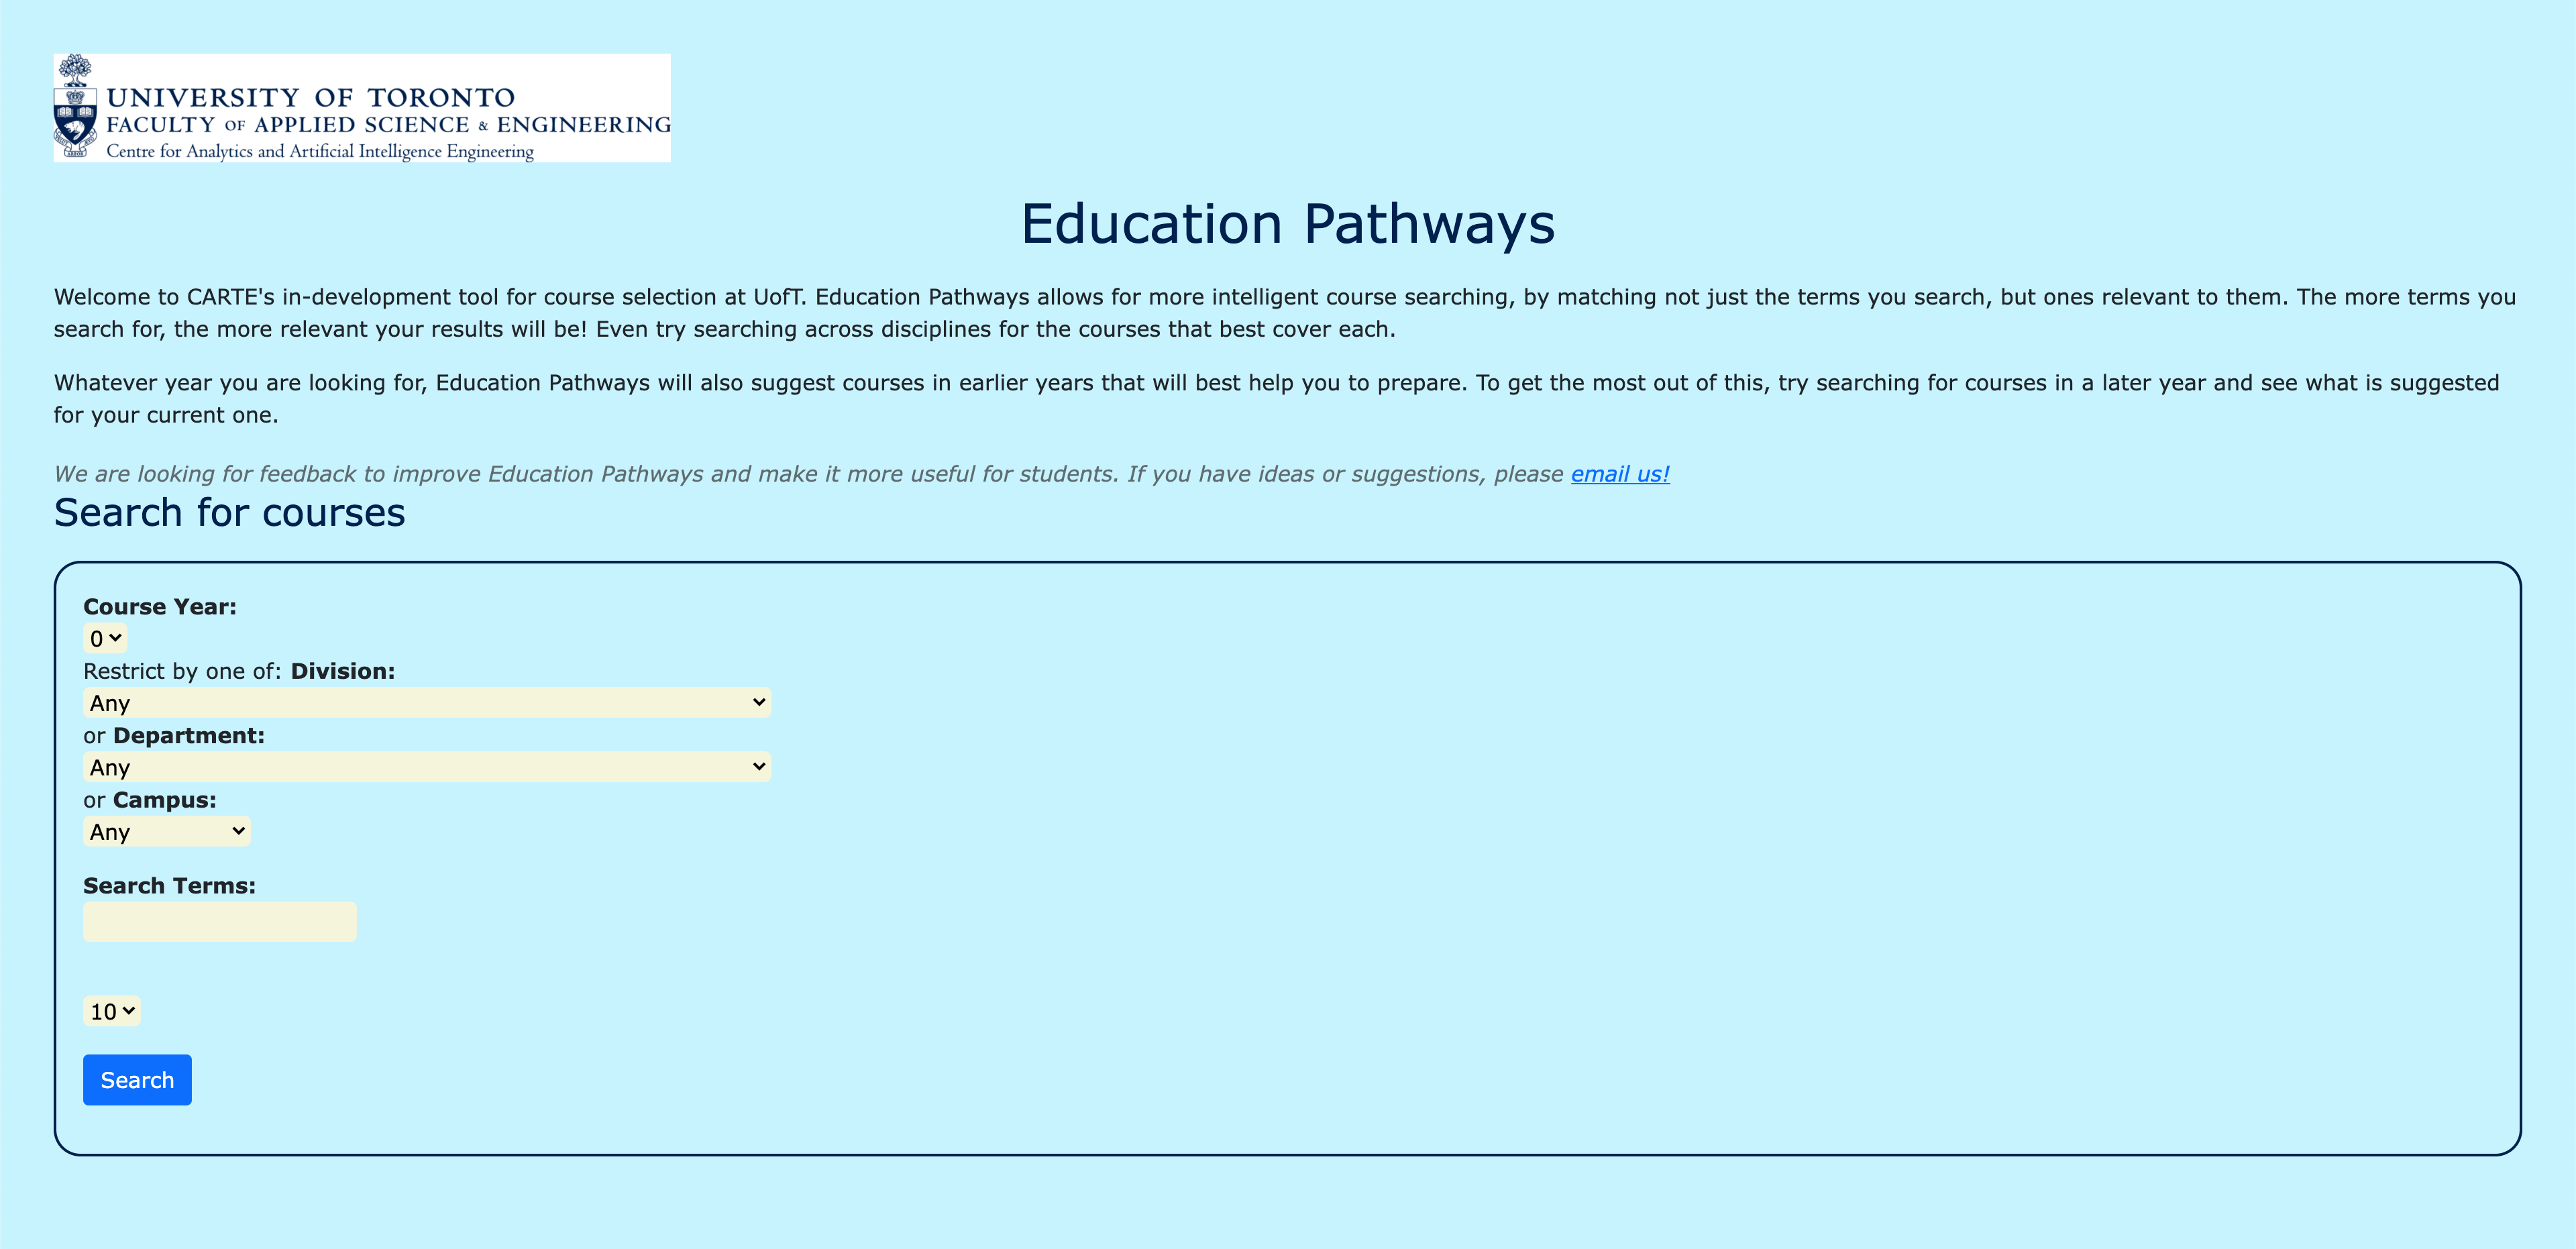 UNIVERSITY OF TORONTO
FACULTY OF APPLIED SCIENCE & ENGINEERING
Centre for Analytics and Artificial Intelligence Engineering
Education Pathways
Welcome to CARTE's in-development tool for course selection at UofT. Education Pathways allows for more intelligent course searching, by matching not just the terms you search, but ones relevant to them. The more terms you
search for, the more relevant your results will be! Even try searching across disciplines for the courses that best cover each.
Whatever year you are looking for, Education Pathways will also suggest courses in earlier years that will best help you to prepare. To get the most out of this, try searching for courses in a later year and see what is suggested
for your current one.
We are looking for feedback to improve Education Pathways and make it more useful for students. If you have ideas or suggestions, please email us!
Search for courses
Course Year:
0
Restrict by one of: Division:
Any
or Department:
Any
or Campus:
Any
Search Terms:
10
Search